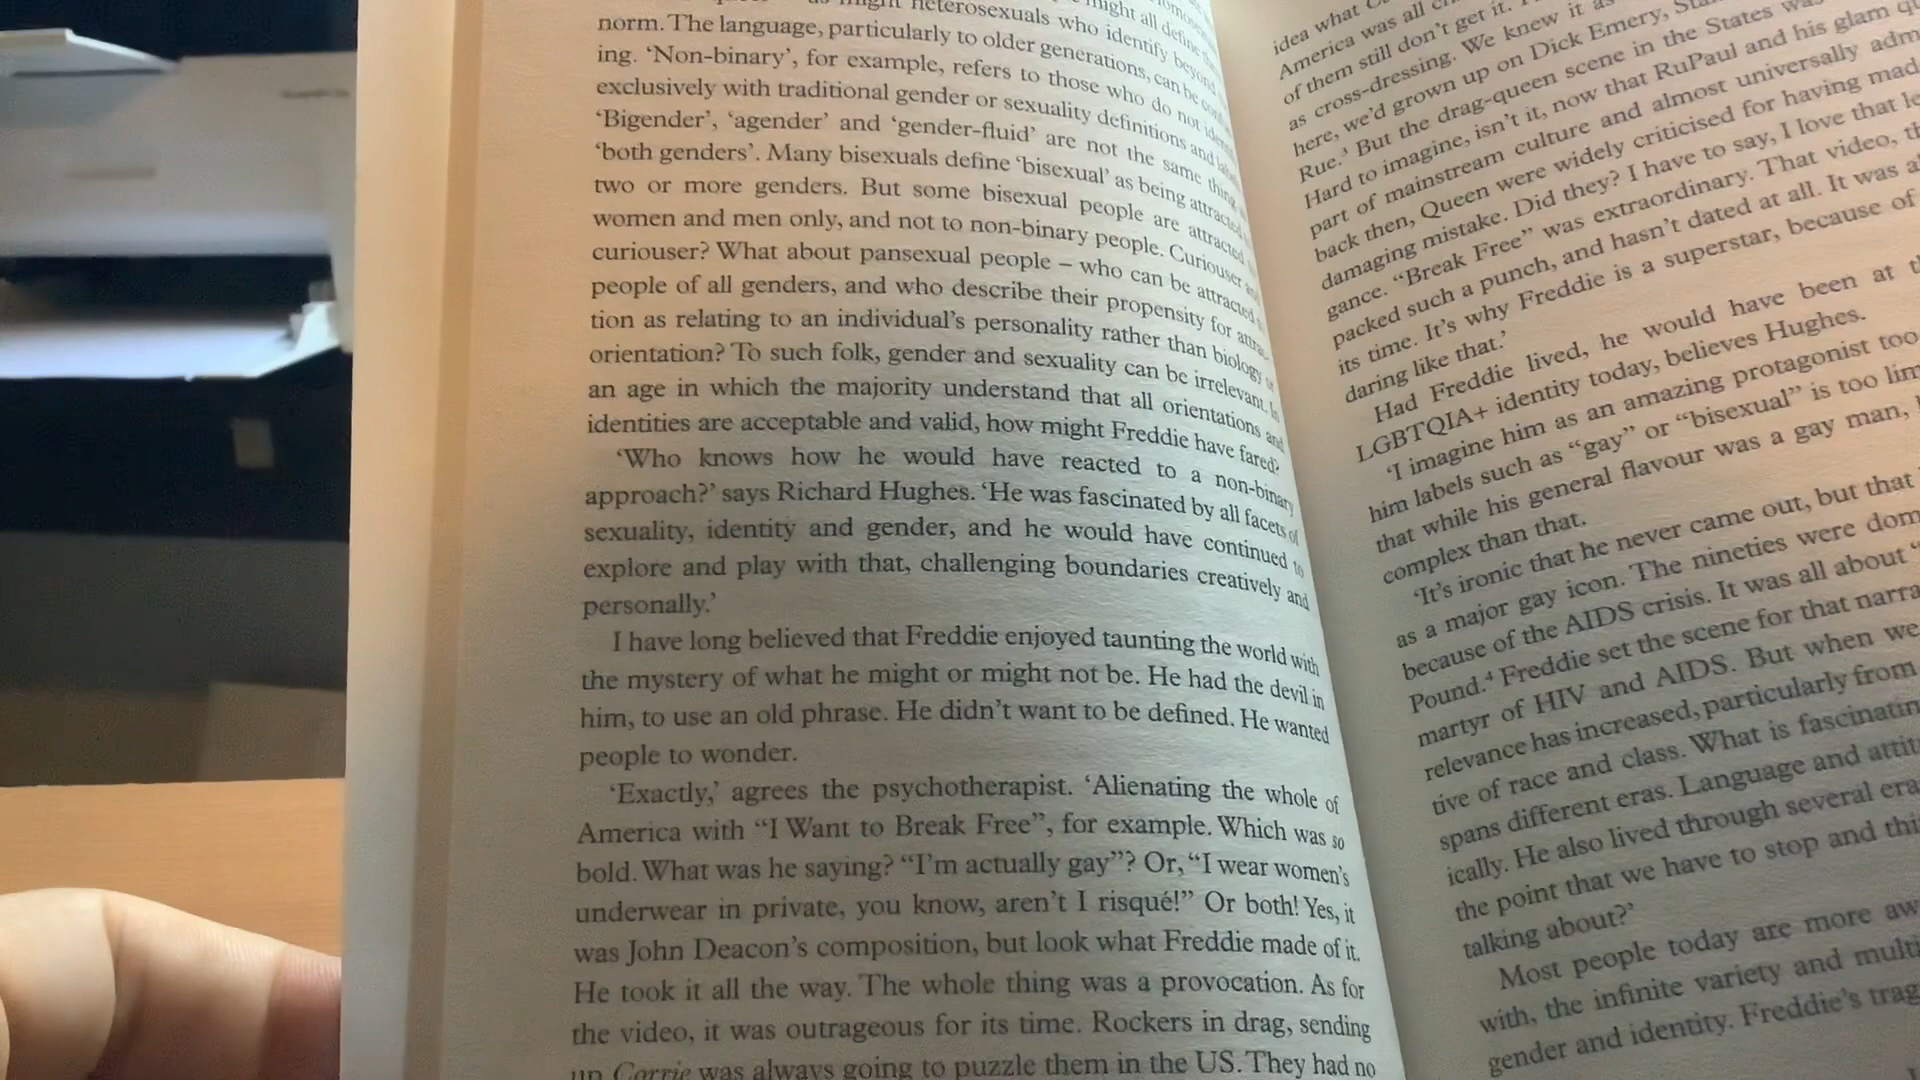 might heterosexuals who identify beyond
norm. The language, particularly to older generations, can be
ing. 'Non-binary', for example, refers to those who do not
exclusively with traditional gender or sexuality definitions and
'Bigender', 'agender' and 'gender-fluid' are not the same thing
'both genders'. Many bisexuals define 'bisexual' as being attracted
two or more genders. But some bisexual people are attracted
women and men only, and not to non-binary people. Curiouser and
curiouser? What about pansexual people – who can be attracted
people of all genders, and who describe their propensity for attrac-
tion as relating to an individual's personality rather than biology or
orientation? To such folk, gender and sexuality can be irrelevant. In
an age in which the majority understand that all orientations and
identities are acceptable and valid, how might Freddie have fared?
'Who knows how he would have reacted to a non-binary
approach?' says Richard Hughes. 'He was fascinated by all facets of
sexuality, identity and gender, and he would have continued to
explore and play with that, challenging boundaries creatively and
personally.'
I have long believed that Freddie enjoyed taunting the world with
the mystery of what he might or might not be. He had the devil in
him, to use an old phrase. He didn't want to be defined. He wanted
people to wonder.
'Exactly,' agrees the psychotherapist. 'Alienating the whole of
America with "I Want to Break Free", for example. Which was so
bold. What was he saying? "I'm actually gay"? Or, "I wear women's
underwear in private, you know, aren't I risqué!" Or both! Yes, it
was John Deacon's composition, but look what Freddie made of it.
He took it all the way. The whole thing was a provocation. As for
the video, it was outrageous for its time. Rockers in drag, sending
up Corrie was always going to puzzle them in the US. They had no
idea what
America was all
of them still don't get it.
as cross-dressing. We knew it as
here, we'd grown up on Dick Emery,
Rue.³ But the drag-queen scene in the States
Hard to imagine, isn't it, now that RuPaul and his glam
part of mainstream culture and almost universally
back then, Queen were widely criticised for having
damaging mistake. Did they? I have to say, I love that
gance. "Break Free" was extraordinary. That video,
packed such a punch, and hasn't dated at all. It was
its time. It's why Freddie is a superstar, because of
daring like that.'
Had Freddie lived, he would have been at
LGBTQIA+ identity today, believes Hughes.
'I imagine him as an amazing protagonist too
him labels such as "gay" or "bisexual" is too
that while his general flavour was a gay man,
complex than that.
'It's ironic that he never came out, but that
as a major gay icon. The nineties were
because of the AIDS crisis. It was all about
Pound.⁴ Freddie set the scene for that
martyr of HIV and AIDS. But when we
relevance has increased, particularly from
tive of race and class. What is
spans different eras. Language and
ically. He also lived through several
the point that we have to stop and
talking about?'
Most people today are more
with, the infinite variety and
gender and identity. Freddie's